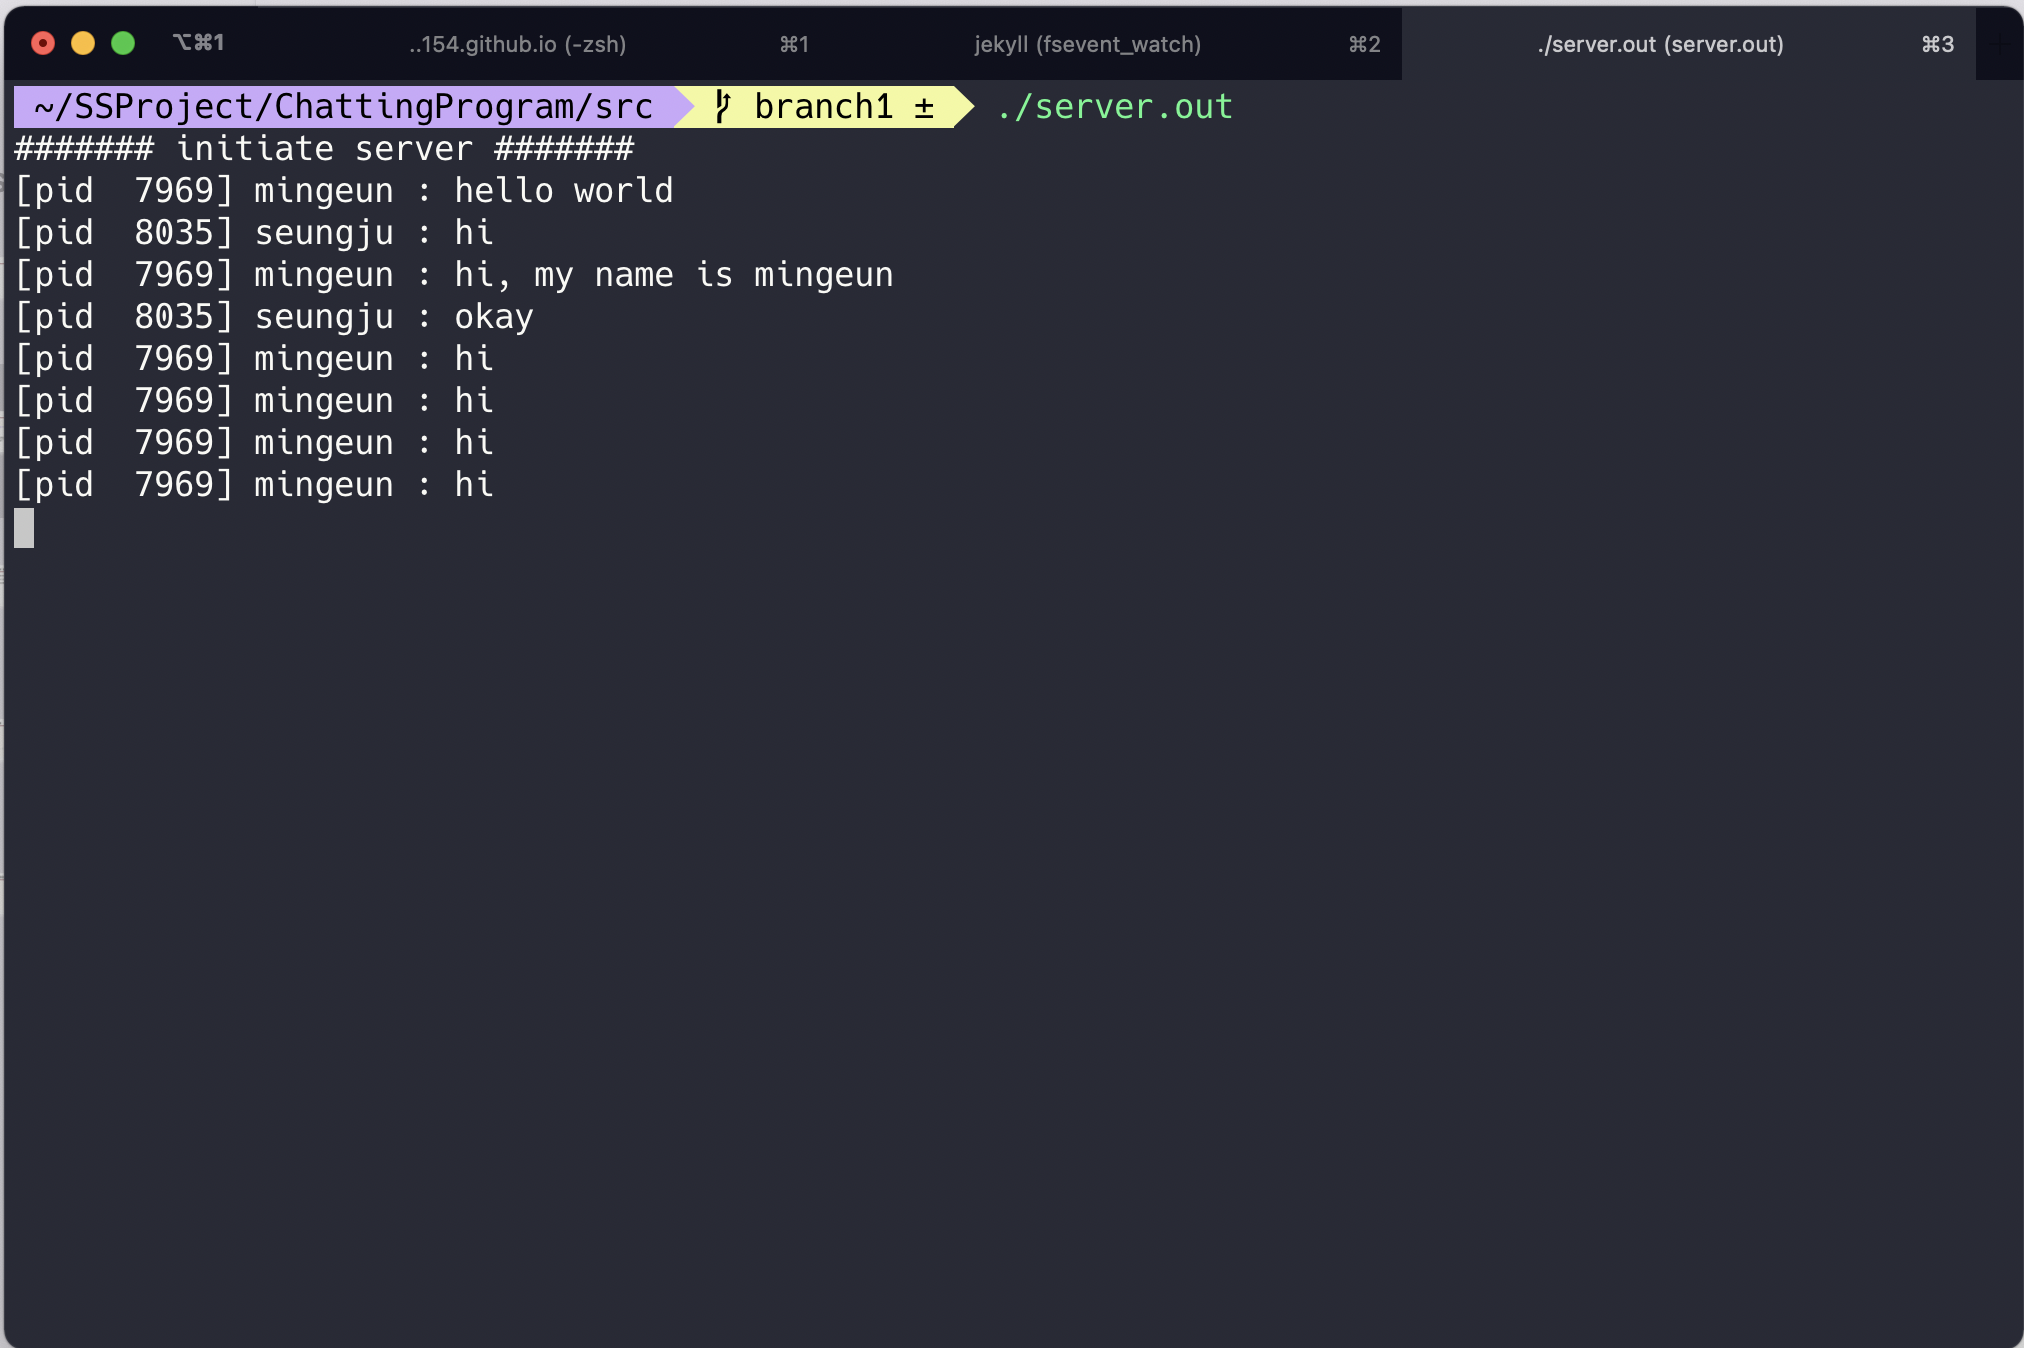 ⌥⌘1 ..154.github.io (-zsh) ⌘1 jekyll (fsevent_watch) ⌘2 ./server.out (server.out) ⌘3
~/SSProject/ChattingProgram/src branch1 ± ./server.out
####### initiate server #######
[pid  7969] mingeun : hello world
[pid  8035] seungju : hi
[pid  7969] mingeun : hi, my name is mingeun
[pid  8035] seungju : okay
[pid  7969] mingeun : hi
[pid  7969] mingeun : hi
[pid  7969] mingeun : hi
[pid  7969] mingeun : hi